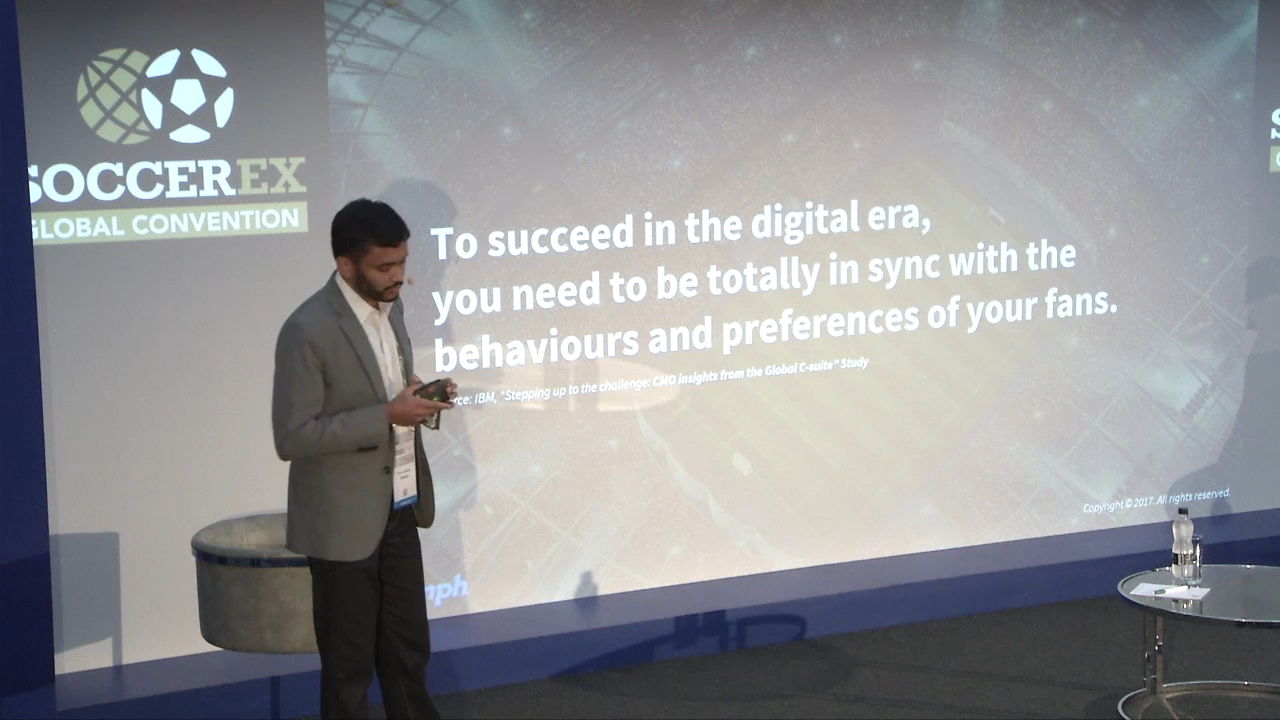 SOCCEREX
GLOBAL CONVENTION
To succeed in the digital era,
you need to be totally in sync with the
behaviours and preferences of your fans.
rce: IBM, "Stepping up to the challenge: CMO insights from the Global C-suite" Study
Copyright © 2017. All rights reserved.
mph